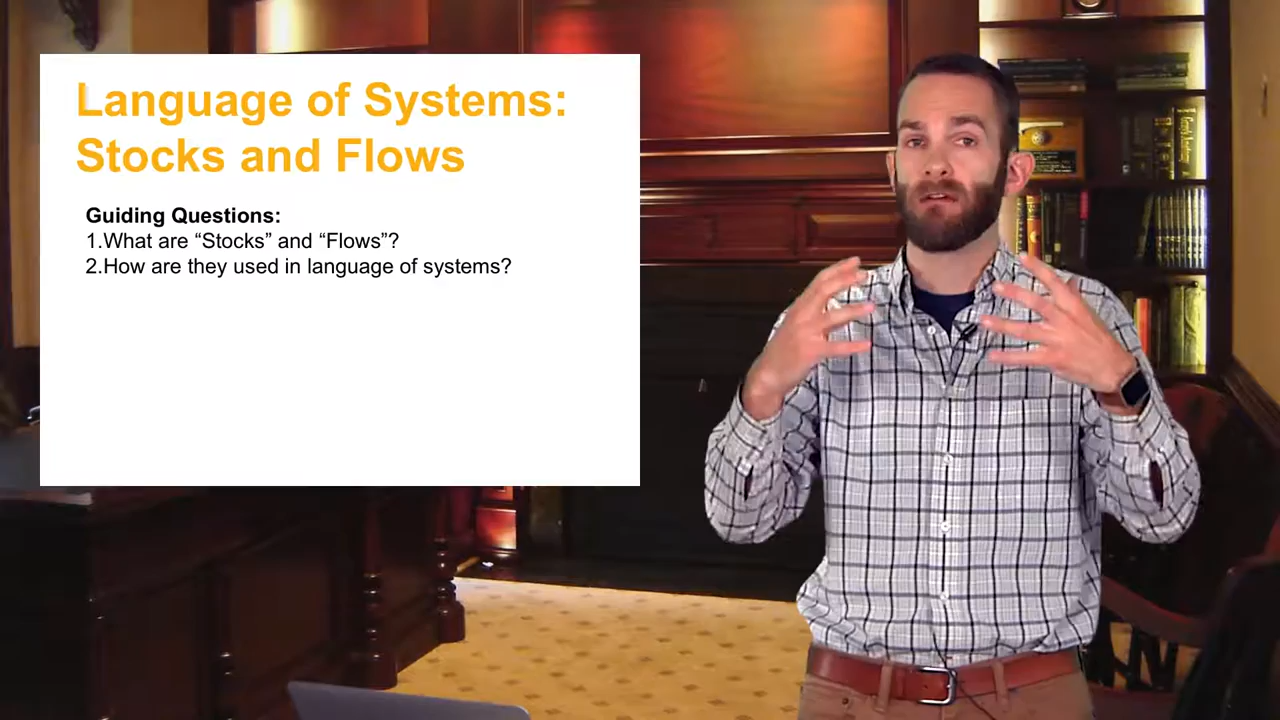 Language of Systems:
Stocks and Flows
Guiding Questions:
1.What are “Stocks” and “Flows”?
2.How are they used in language of systems?